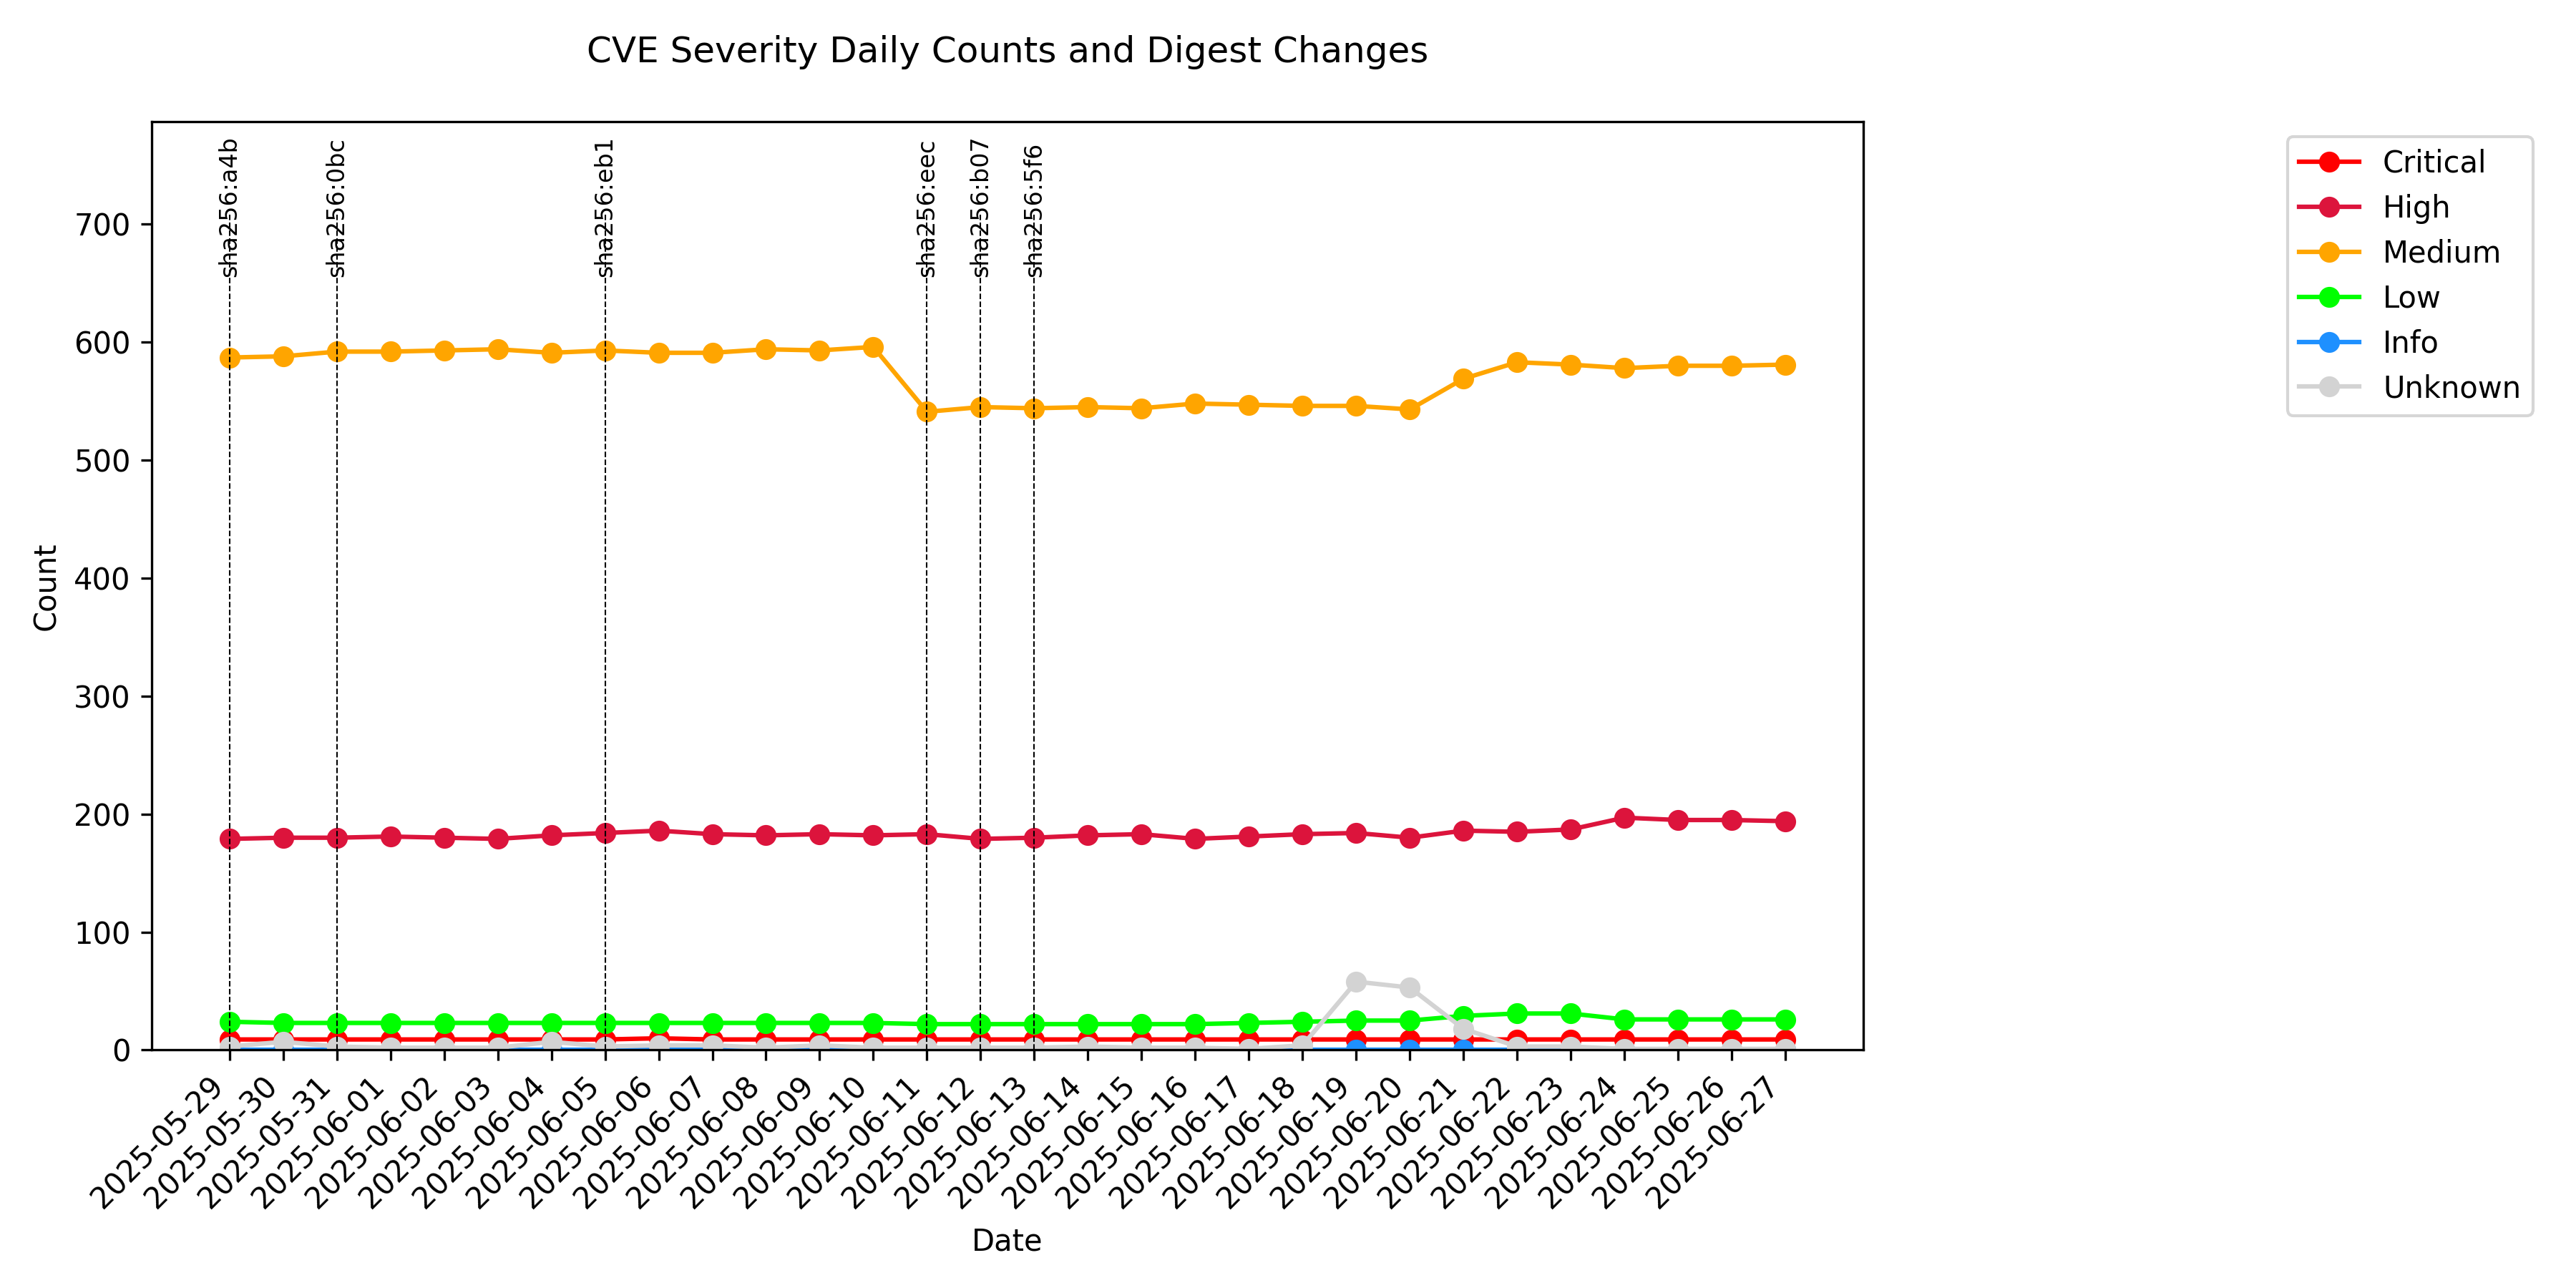 CVE Severity Daily Counts and Digest Changes
sha256:a4b
sha256:0bc
sha256:eb1
sha256:eec
sha256:b07
sha256:5f6
Critical
High
Medium
Low
Info
Unknown
Count
700
600
500
400
300
200
100
0
2025-05-29
2025-05-30
2025-05-31
2025-06-01
2025-06-02
2025-06-03
2025-06-04
2025-06-05
2025-06-06
2025-06-07
2025-06-08
2025-06-09
2025-06-10
2025-06-11
2025-06-12
2025-06-13
2025-06-14
2025-06-15
2025-06-16
2025-06-17
2025-06-18
2025-06-19
2025-06-20
2025-06-21
2025-06-22
2025-06-23
2025-06-24
2025-06-25
2025-06-26
2025-06-27
Date